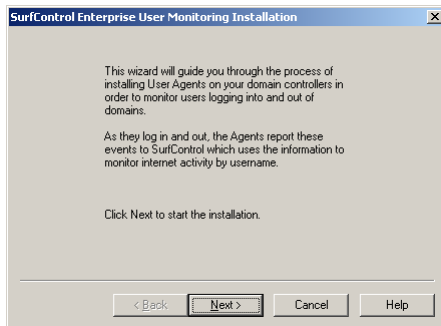 SurfControl Enterprise User Monitoring Installation
This wizard will guide you through the process of
installing User Agents on your domain controllers in
order to monitor users logging into and out of
domains.
As they log in and out, the Agents report these
events to SurfControl which uses the information to
monitor internet activity by username.
Click Next to start the installation.
< Back Next > Cancel Help